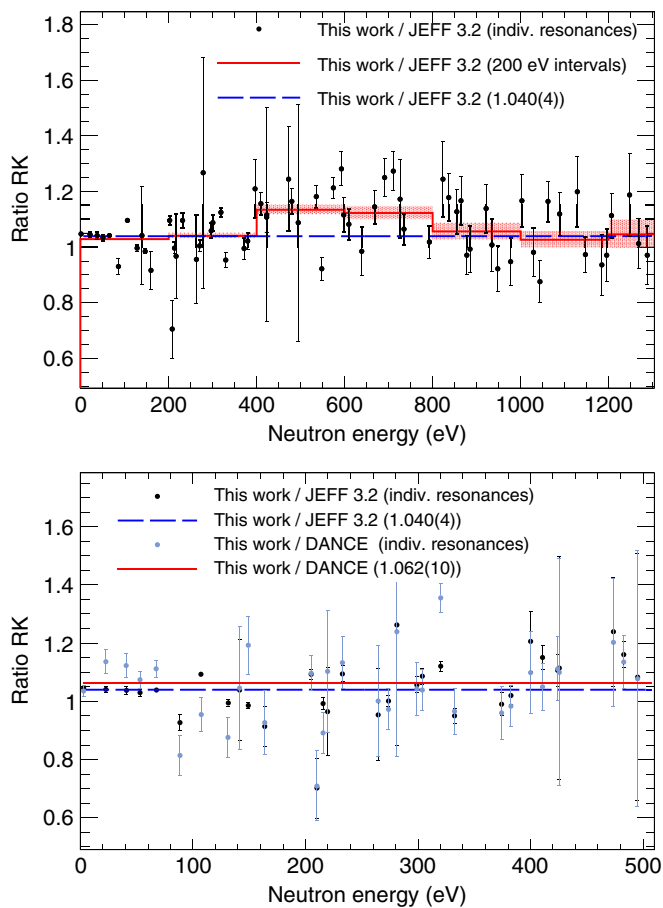 1.8
This work / JEFF 3.2 (indiv. resonances)
This work / JEFF 3.2 (200 eV intervals)
1.6
This work / JEFF 3.2 (1.040(4))
1.4
1.2
1
0.8
0.6
Ratio RK
0 200 400 600 800 1000 1200
Neutron energy (eV)
This work / JEFF 3.2 (indiv. resonances)
1.6
This work / JEFF 3.2 (1.040(4))
This work / DANCE (indiv. resonances)
This work / DANCE (1.062(10))
1.4
1.2
1
0.8
0.6
Ratio RK
0 100 200 300 400 500
Neutron energy (eV)